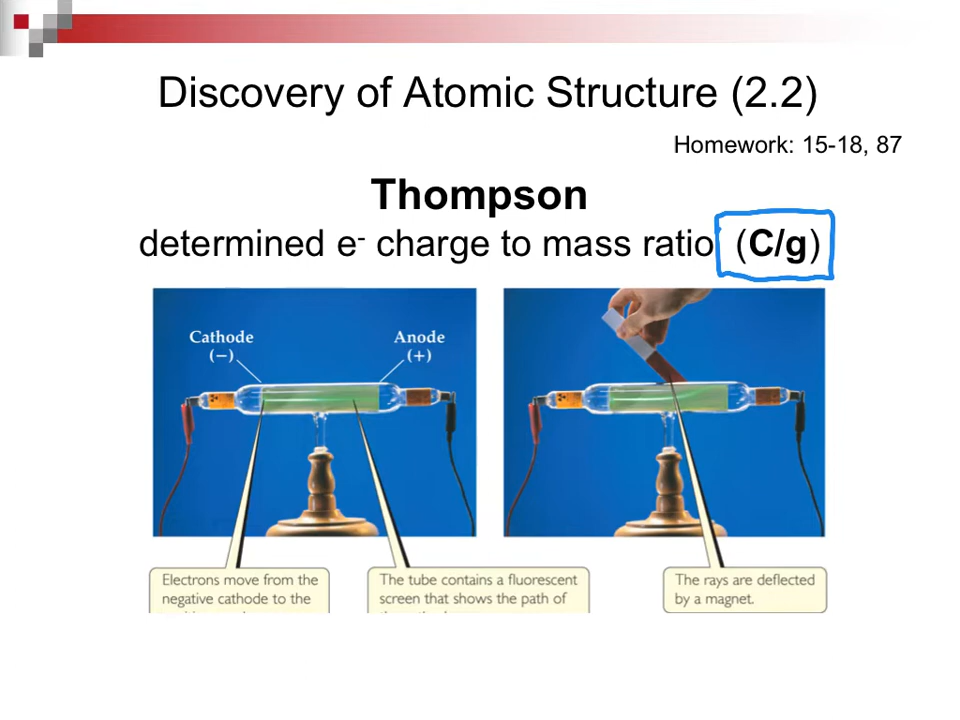 Discovery of Atomic Structure (2.2)
Homework: 15-18, 87
Thompson
determined e- charge to mass ratio (C/g)
Cathode
(−)
Anode
(+)
Electrons move from the
negative cathode to the
The tube contains a fluorescent
screen that shows the path of
The rays are deflected
by a magnet.